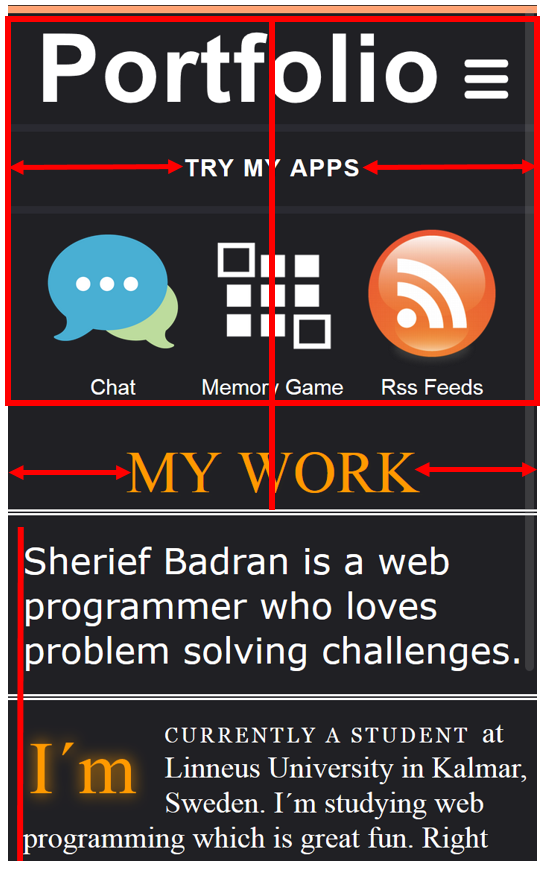 Portfolio
TRY MY APPS
Chat Memory Game Rss Feeds
MY WORK
Sherief Badran is a web
programmer who loves
problem solving challenges.
I´m CURRENTLY A STUDENT at
Linneus University in Kalmar,
Sweden. I´m studying web
programming which is great fun. Right